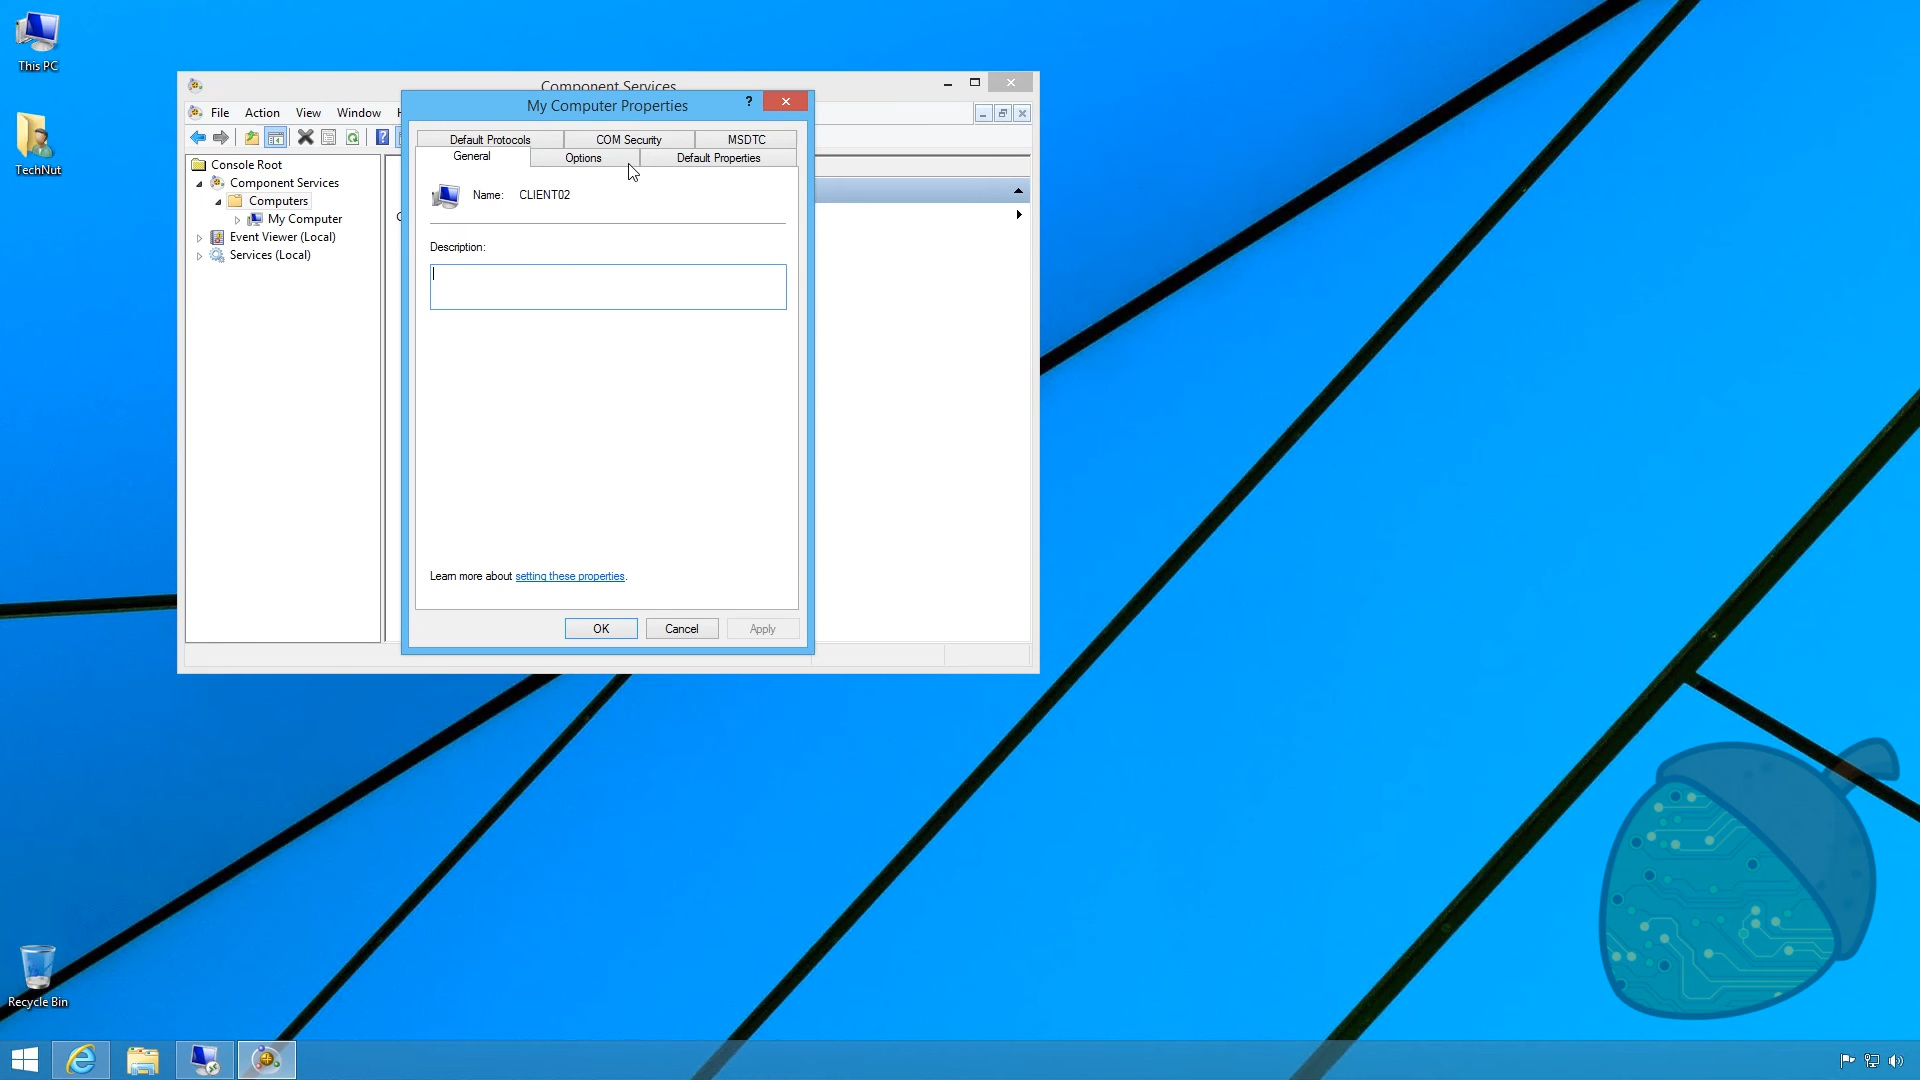 This PC
TechNut
Component Services
My Computer Properties
?
File Action View Window
Default Protocols COM Security MSDTC
General Options Default Properties
Console Root
Component Services
Computers
My Computer
Event Viewer (Local)
Services (Local)
Name: CLIENT02
Description:
Learn more about setting these properties.
OK Cancel Apply
Recycle Bin